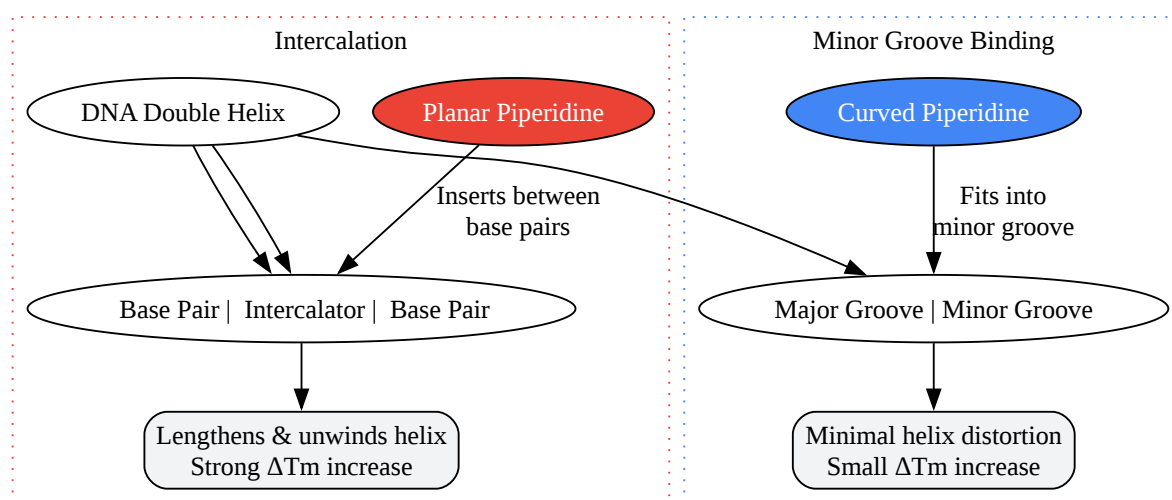 Intercalation
Minor Groove Binding
DNA Double Helix
Planar Piperidine
Curved Piperidine
Inserts between
base pairs
Fits into
minor groove
Base Pair | Intercalator | Base Pair
Major Groove | Minor Groove
Lengthens & unwinds helix
Strong ΔTm increase
Minimal helix distortion
Small ΔTm increase